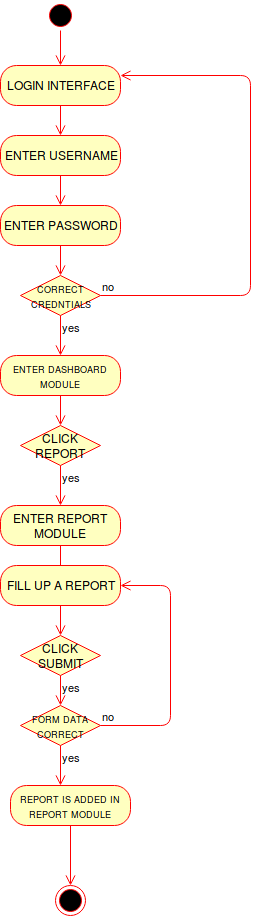 LOGIN INTERFACE
ENTER USERNAME
ENTER PASSWORD
CORRECT
CREDNTIALS
no
yes
ENTER DASHBOARD
MODULE
CLICK
REPORT
yes
ENTER REPORT
MODULE
FILL UP A REPORT
CLICK
SUBMIT
yes
FORM DATA
CORRECT
no
yes
REPORT IS ADDED IN
REPORT MODULE